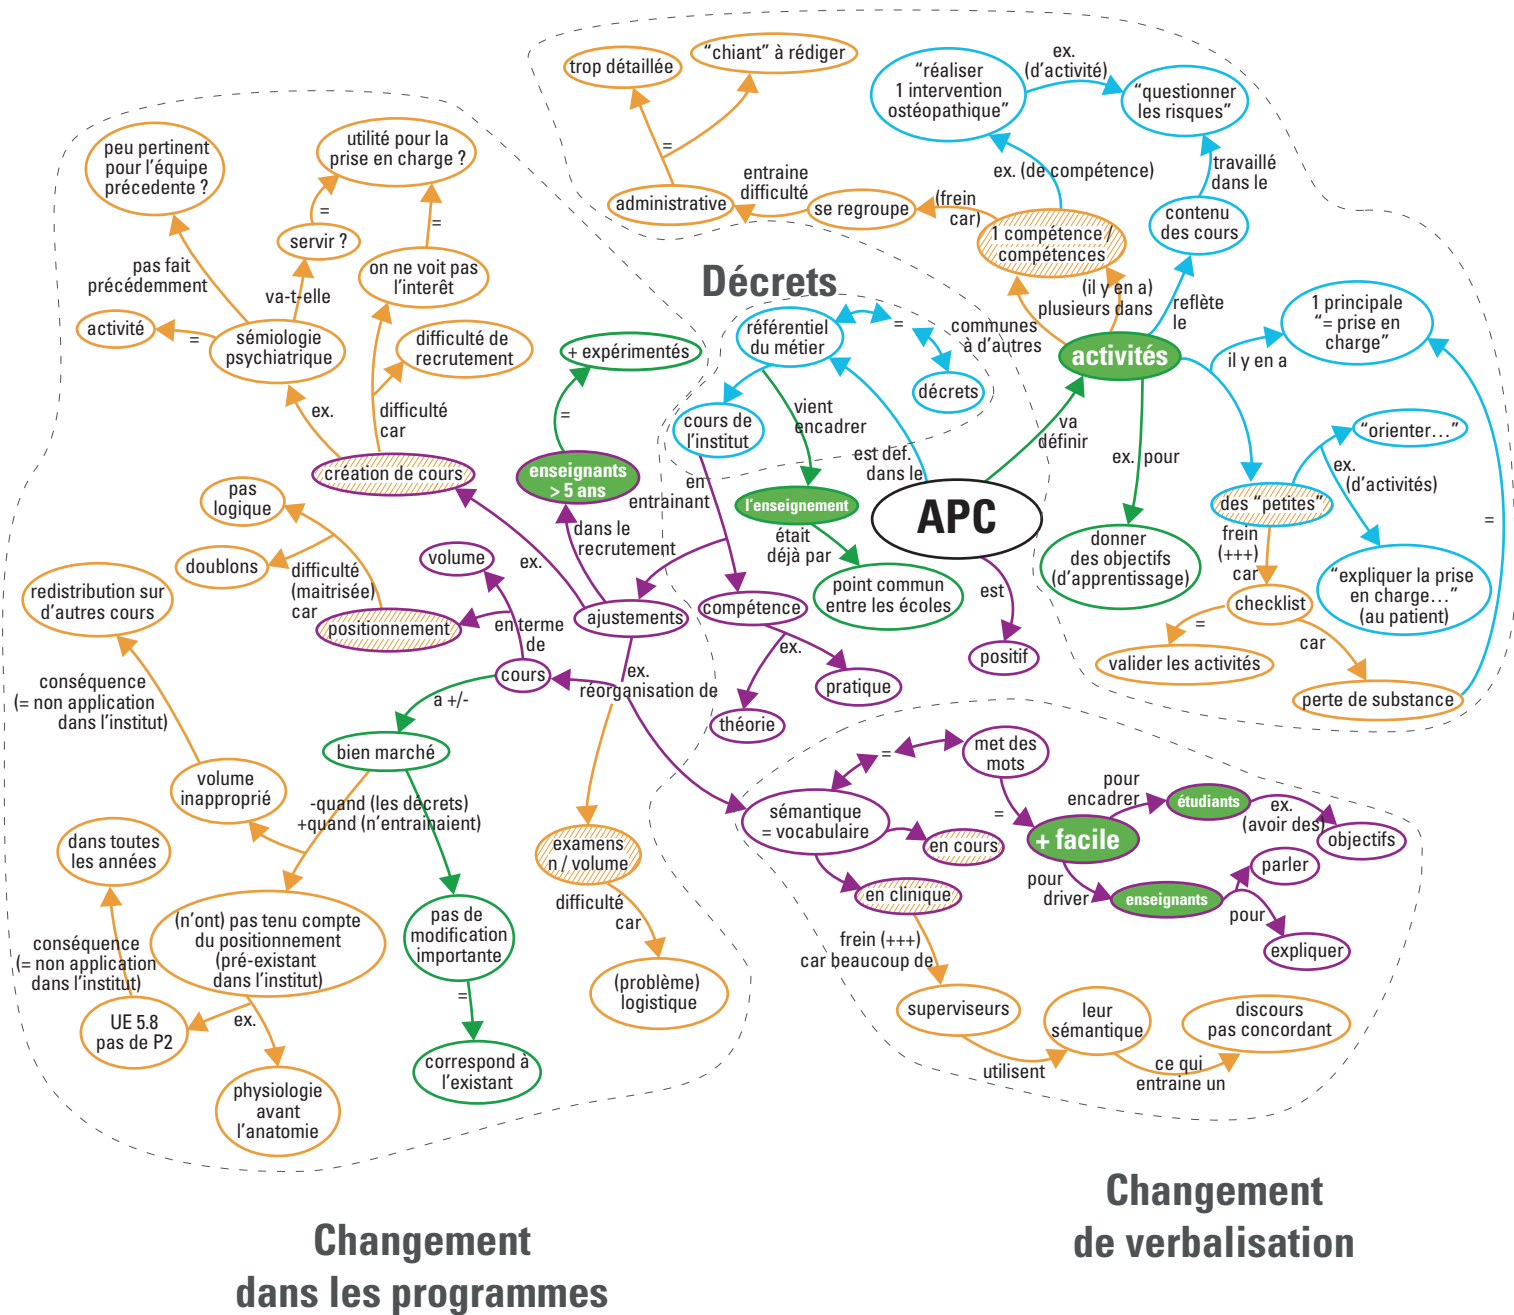 trop détaillée
“chiant” à rédiger
=
“réaliser
1 intervention
ostéopathique”
ex.
(d’activité)
“questionner
les risques”
travaillé
dans le
contenu
des cours
ex. (de compétence)
entraine
difficulté
administrative
se regroupe
(frein
car)
1 compétence /
compétences
(il y en a)
plusieurs dans
communes
à d’autres
reflète
le
activités
1 principale
“= prise en
charge”
il y en a
“orienter…”
ex.
(d’activités)
des “petites”
=
frein
(+++)
car
checklist
“expliquer la prise
en charge…”
(au patient)
=
car
valider les activités
perte de substance
ex. pour
donner
des objectifs
(d’apprentissage)
va
définir
Décrets
référentiel
du métier
=
décrets
cours de
l’institut
vient
encadrer
est def.
dans le
APC
l’enseignement
était
déjà par
point commun
entre les écoles
est
positif
en
entrainant
compétence
ex.
théorie
pratique
peu pertinent
pour l’équipe
précedente ?
utilité pour la
prise en charge ?
=
servir ?
=
on ne voit pas
l’interêt
pas fait
précédemment
va-t-elle
activité
=
sémiologie
psychiatrique
difficulté de
recrutement
ex.
difficulté
car
création de cours
+ expérimentés
=
enseignants
> 5 ans
dans le
recrutement
ex.
ajustements
pas
logique
doublons
difficulté
(maitrisée)
car
volume
positionnement
en terme
de
cours
ex.
réorganisation de
redistribution sur
d’autres cours
conséquence
(= non application
dans l’institut)
a +/-
bien marché
volume
inapproprié
-quand (les décrets)
+quand (n’entrainaient)
dans toutes
les années
(n’ont) pas tenu compte
du positionnement
(pré-existant
dans l’institut)
conséquence
(= non application
dans l’institut)
UE 5.8
pas de P2
ex.
physiologie
avant
l’anatomie
pas de
modification
importante
=
correspond à
l’existant
examens
n / volume
difficulté
car
(problème)
logistique
sémantique
= vocabulaire
=
met des
mots
=
+ facile
pour
encadrer
étudiants
ex.
(avoir des)
objectifs
pour
driver
enseignants
parler
pour
expliquer
en cours
en clinique
frein (+++)
car beaucoup de
superviseurs
utilisent
leur
sémantique
ce qui
entraine un
discours
pas concordant
Changement
de verbalisation
Changement
dans les programmes